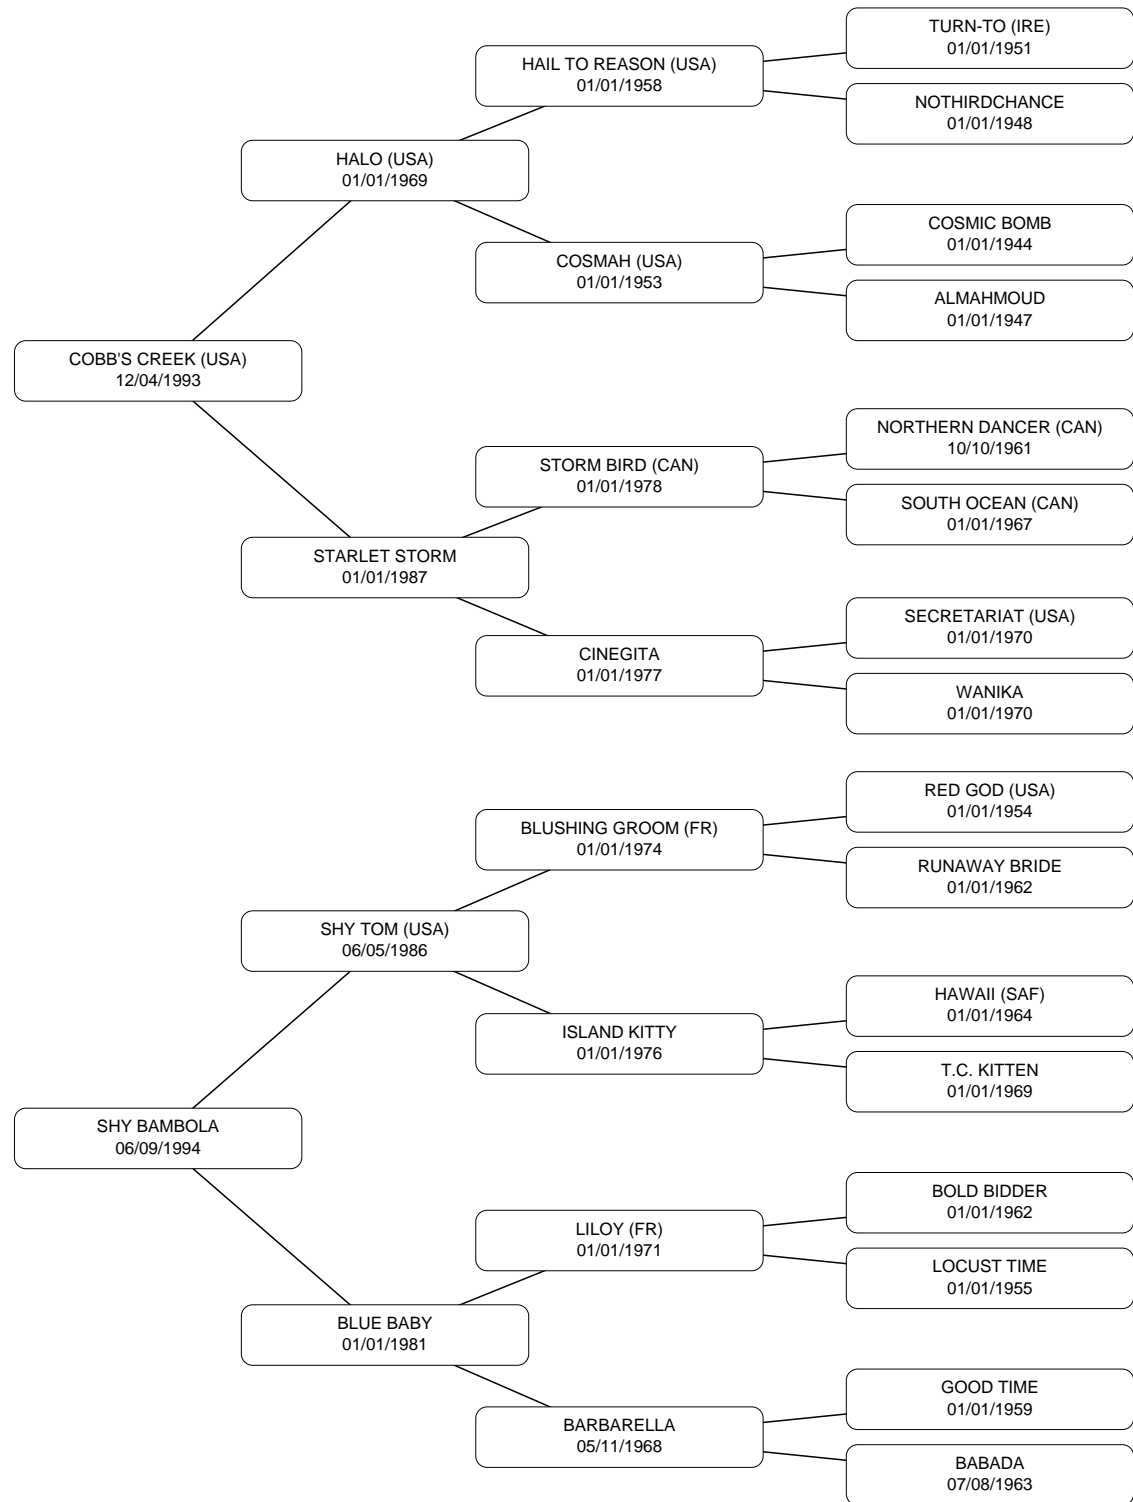 TURN-TO (IRE)
01/01/1951
HAIL TO REASON (USA)
01/01/1958
NOTHIRDCHANCE
01/01/1948
HALO (USA)
01/01/1969
COSMIC BOMB
01/01/1944
COSMAH (USA)
01/01/1953
ALMAHMOUD
01/01/1947
COBB'S CREEK (USA)
12/04/1993
NORTHERN DANCER (CAN)
10/10/1961
STORM BIRD (CAN)
01/01/1978
SOUTH OCEAN (CAN)
01/01/1967
STARLET STORM
01/01/1987
SECRETARIAT (USA)
01/01/1970
CINEGITA
01/01/1977
WANIKA
01/01/1970
RED GOD (USA)
01/01/1954
BLUSHING GROOM (FR)
01/01/1974
RUNAWAY BRIDE
01/01/1962
SHY TOM (USA)
06/05/1986
HAWAII (SAF)
01/01/1964
ISLAND KITTY
01/01/1976
T.C. KITTEN
01/01/1969
SHY BAMBOLA
06/09/1994
BOLD BIDDER
01/01/1962
LILOY (FR)
01/01/1971
LOCUST TIME
01/01/1955
BLUE BABY
01/01/1981
GOOD TIME
01/01/1959
BARBARELLA
05/11/1968
BABADA
07/08/1963